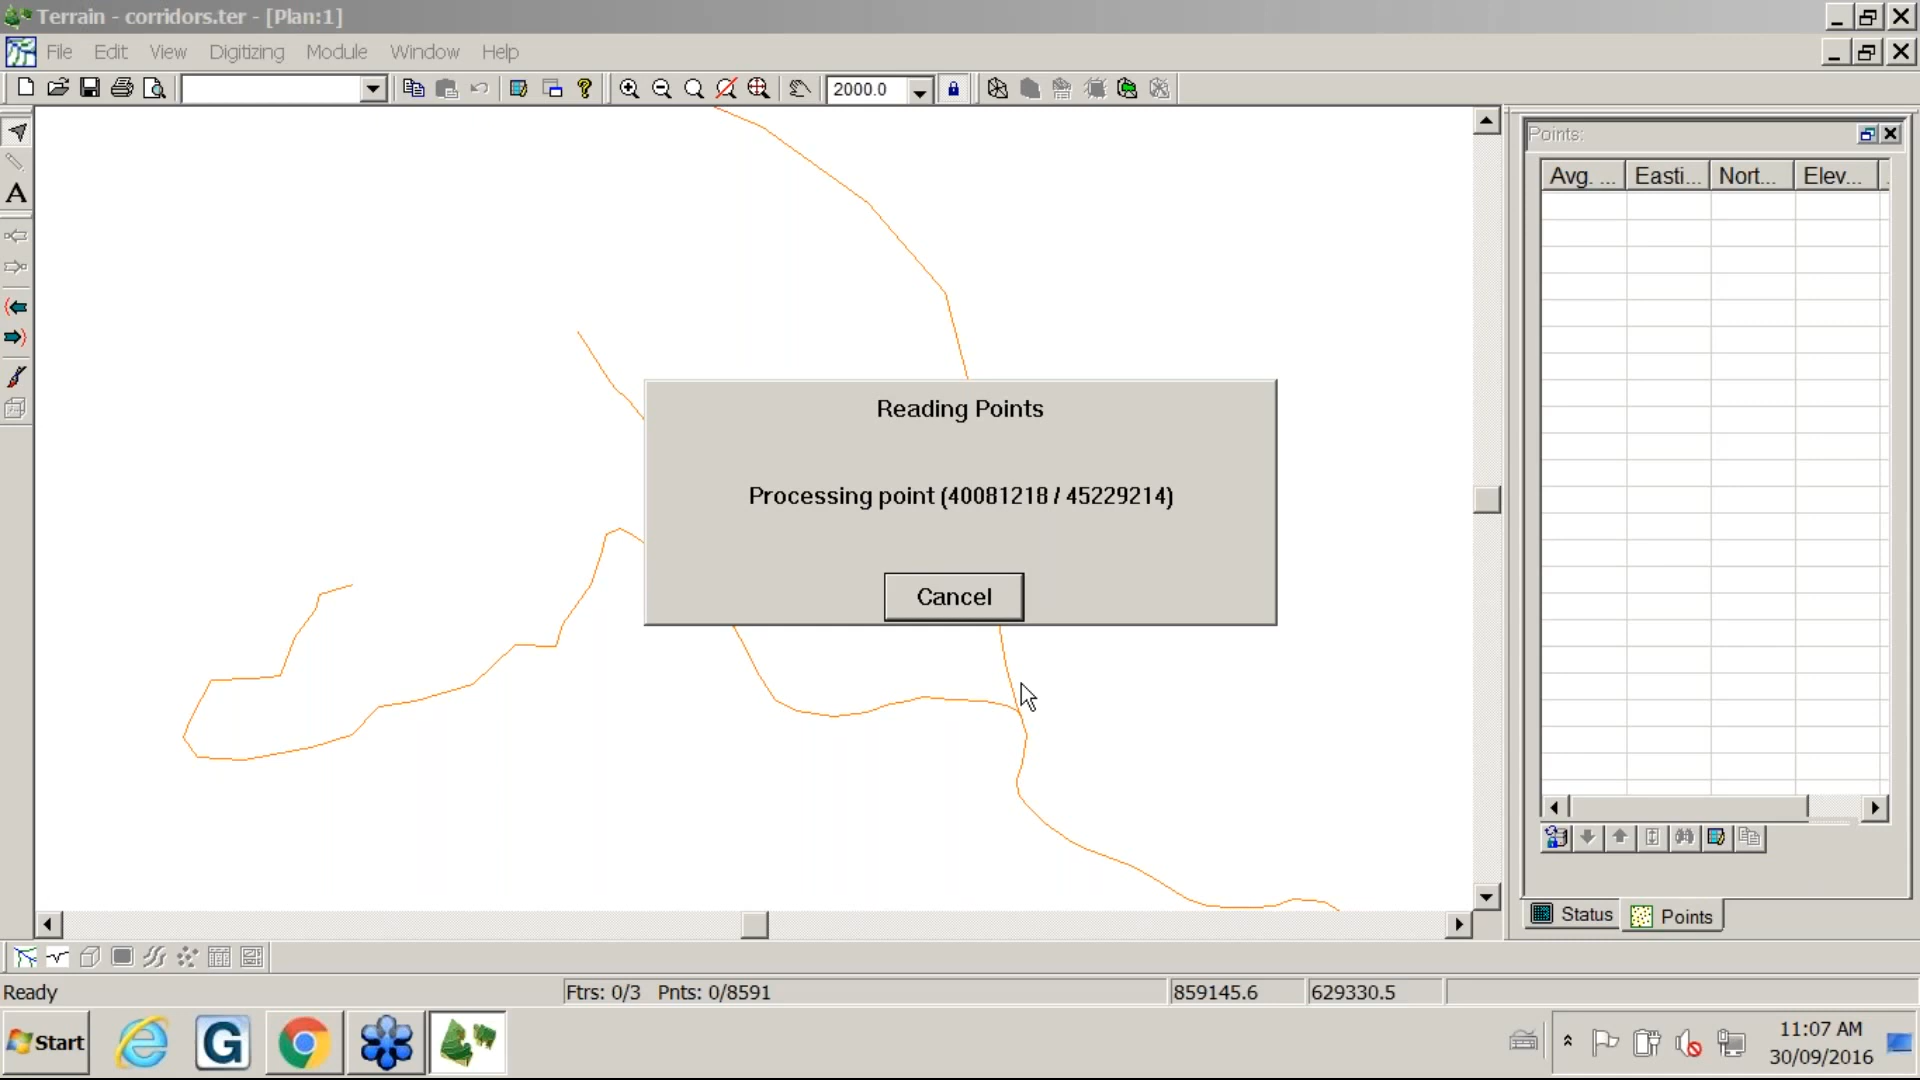 Terrain - corridors.ter - [Plan:1]
File Edit View Digitizing Module Window Help
2000.0
Points:
Avg. ... Easti... Nort... Elev...
A
Reading Points
Processing point (40081218 / 45229214)
Cancel
Status Points
Ready Ftrs: 0/3 Pnts: 0/8591 859145.6 629330.5
Start G 11:07 AM
30/09/2016